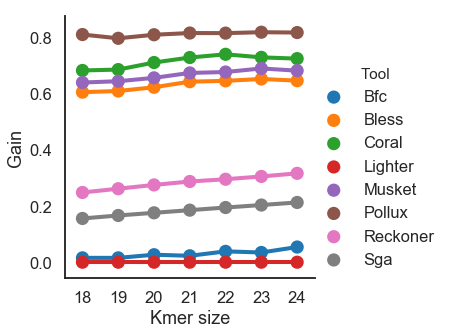 0.8
0.6
0.4
0.2
0.0
Gain
18 19 20 21 22 23 24
Kmer size
Tool
Bfc
Bless
Coral
Lighter
Musket
Pollux
Reckoner
Sga